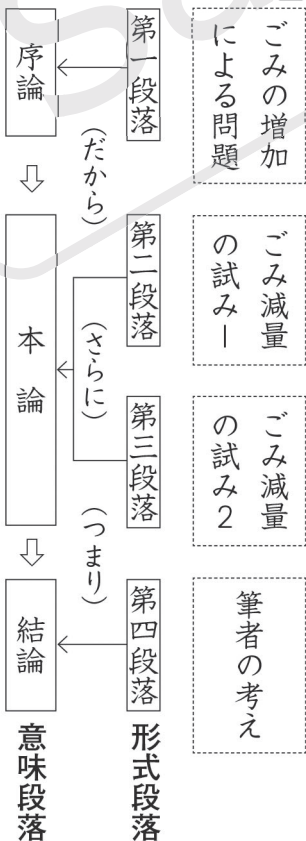 ごみの増加
による問題
ごみ減量
の試み1
ごみ減量
の試み2
筆者の考え
第一段落
(だから)
第二段落
(さらに)
第三段落
(つまり)
第四段落
形式段落
序論
本論
結論
意味段落